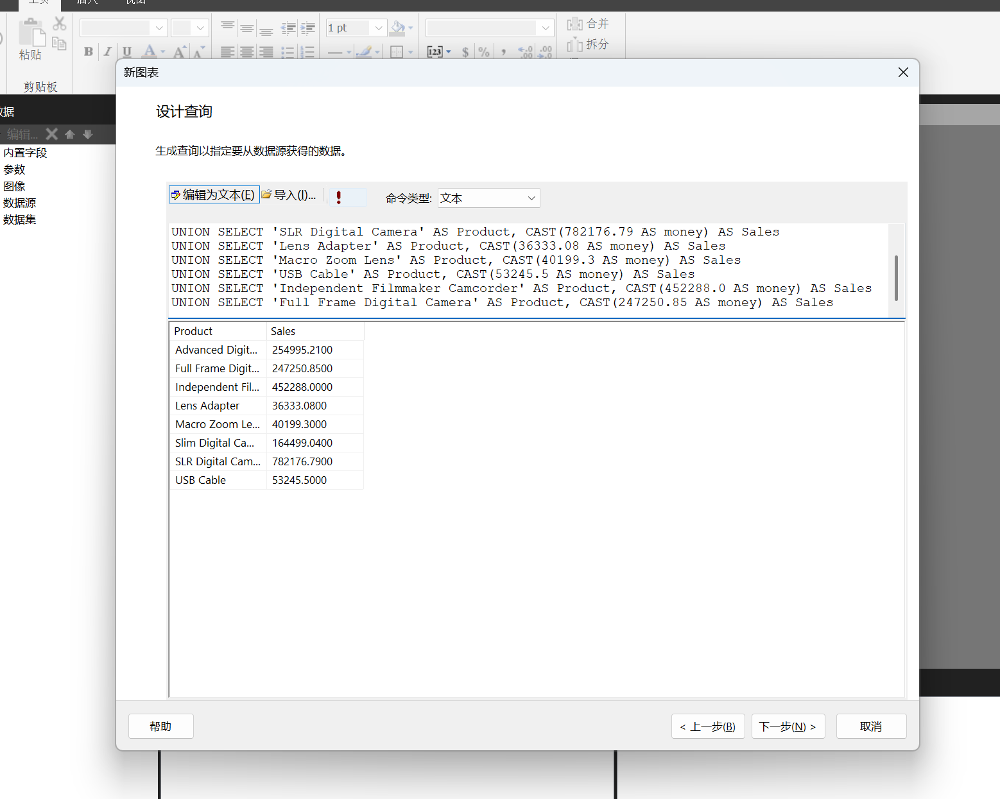 主页 插入 视图
1 pt
合并
粘贴
拆分
B I U A A A
[123] $ % , .00 .00
剪贴板
新图表
数据
设计查询
编辑...
生成查询以指定要从数据源获得的数据。
内置字段
参数
图像
数据源
数据集
编辑为文本(E) 导入(I)... ! 命令类型: 文本
UNION SELECT 'SLR Digital Camera' AS Product, CAST(782176.79 AS money) AS Sales
UNION SELECT 'Lens Adapter' AS Product, CAST(36333.08 AS money) AS Sales
UNION SELECT 'Macro Zoom Lens' AS Product, CAST(40199.3 AS money) AS Sales
UNION SELECT 'USB Cable' AS Product, CAST(53245.5 AS money) AS Sales
UNION SELECT 'Independent Filmmaker Camcorder' AS Product, CAST(452288.0 AS money) AS Sales
UNION SELECT 'Full Frame Digital Camera' AS Product, CAST(247250.85 AS money) AS Sales
Product Sales
Advanced Digit... 254995.2100
Full Frame Digit... 247250.8500
Independent Fil... 452288.0000
Lens Adapter 36333.0800
Macro Zoom Le... 40199.3000
Slim Digital Ca... 164499.0400
SLR Digital Cam... 782176.7900
USB Cable 53245.5000
帮助 < 上一步(B) 下一步(N) > 取消